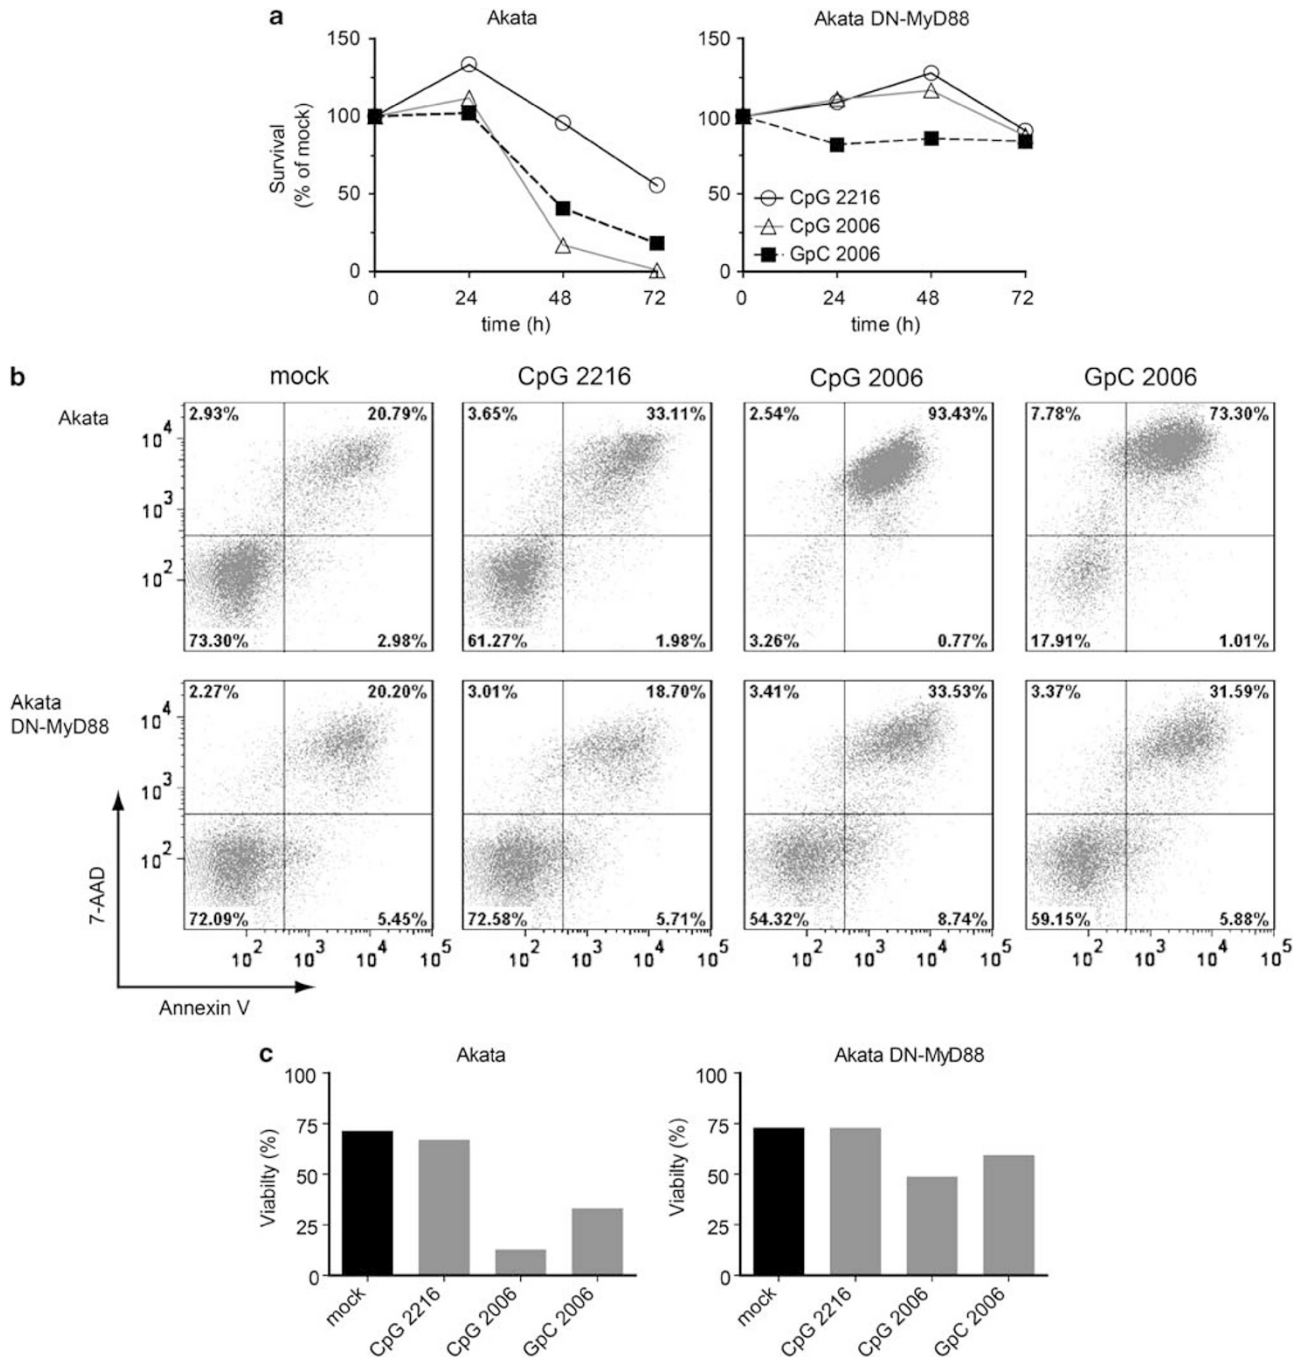 a
Akata
Akata DN-MyD88
150
100
50
0
Survival
(% of mock)
0 24 48 72
time (h)
150
100
50
0
CpG 2216
CpG 2006
GpC 2006
0 24 48 72
time (h)
b
mock CpG 2216 CpG 2006 GpC 2006
Akata
10^4
10^3
10^2
2.93% 20.79%
73.30% 2.98%
3.65% 33.11%
61.27% 1.98%
2.54% 93.43%
3.26% 0.77%
7.78% 73.30%
17.91% 1.01%
Akata
DN-MyD88
10^4
10^3
10^2
2.27% 20.20%
72.09% 5.45%
3.01% 18.70%
72.58% 5.71%
3.41% 33.53%
54.32% 8.74%
3.37% 31.59%
59.15% 5.88%
10^2 10^3 10^4 10^5
10^2 10^3 10^4 10^5
10^2 10^3 10^4 10^5
10^2 10^3 10^4 10^5
7-AAD
Annexin V
c
Akata
Akata DN-MyD88
100
75
50
25
0
Viabilty (%)
mock
CpG 2216
CpG 2006
GpC 2006
100
75
50
25
0
Viabilty (%)
mock
CpG 2216
CpG 2006
GpC 2006